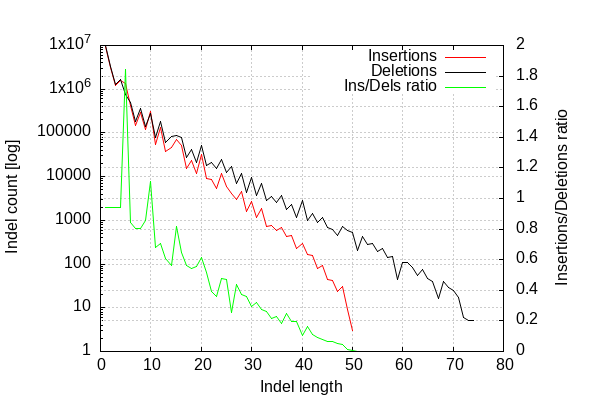 1x10^7
1x10^6
100000
10000
1000
100
10
1
2
1.8
1.6
1.4
1.2
1
0.8
0.6
0.4
0.2
0
0 10 20 30 40 50 60 70 80
Indel length
Indel count [log]
Insertions/Deletions ratio
Insertions
Deletions
Ins/Dels ratio